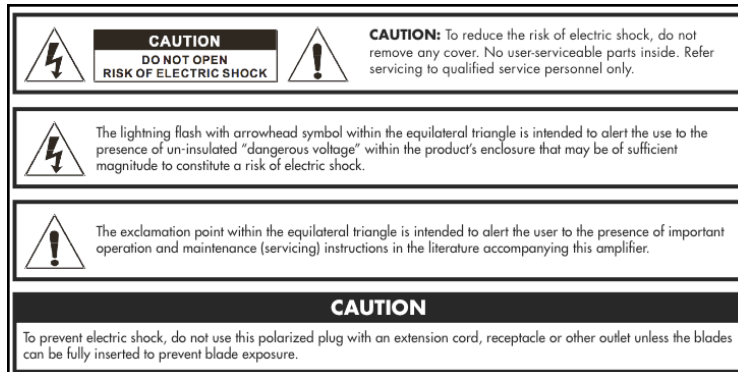 CAUTION
DO NOT OPEN
RISK OF ELECTRIC SHOCK
CAUTION: To reduce the risk of electric shock, do not
remove any cover. No user-serviceable parts inside. Refer
servicing to qualified service personnel only.
The lightning flash with arrowhead symbol within the equilateral triangle is intended to alert the use to the
presence of un-insulated “dangerous voltage” within the product’s enclosure that may be of sufficient
magnitude to constitute a risk of electric shock.
The exclamation point within the equilateral triangle is intended to alert the user to the presence of important
operation and maintenance (servicing) instructions in the literature accompanying this amplifier.
CAUTION
To prevent electric shock, do not use this polarized plug with an extension cord, receptacle or other outlet unless the blades
can be fully inserted to prevent blade exposure.